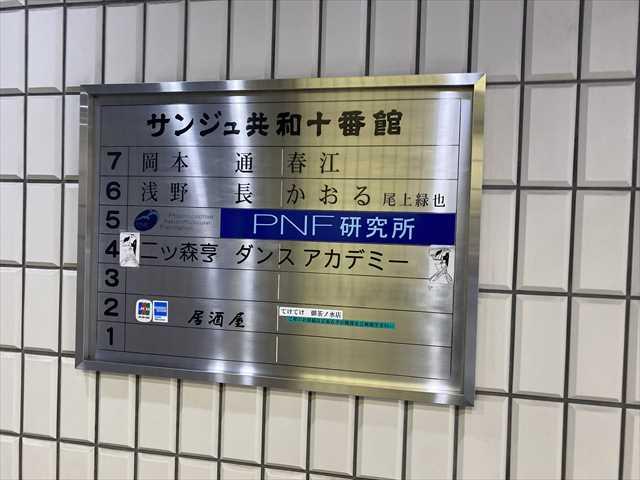 サンジュ共和十番館
7 岡本 通 春江
6 浅野 長 かおる 尾上緑也
5 PNF研究所
4 二ツ森亨 ダンス アカデミー
3
2 居酒屋 てけてけ 御茶ノ水店
1